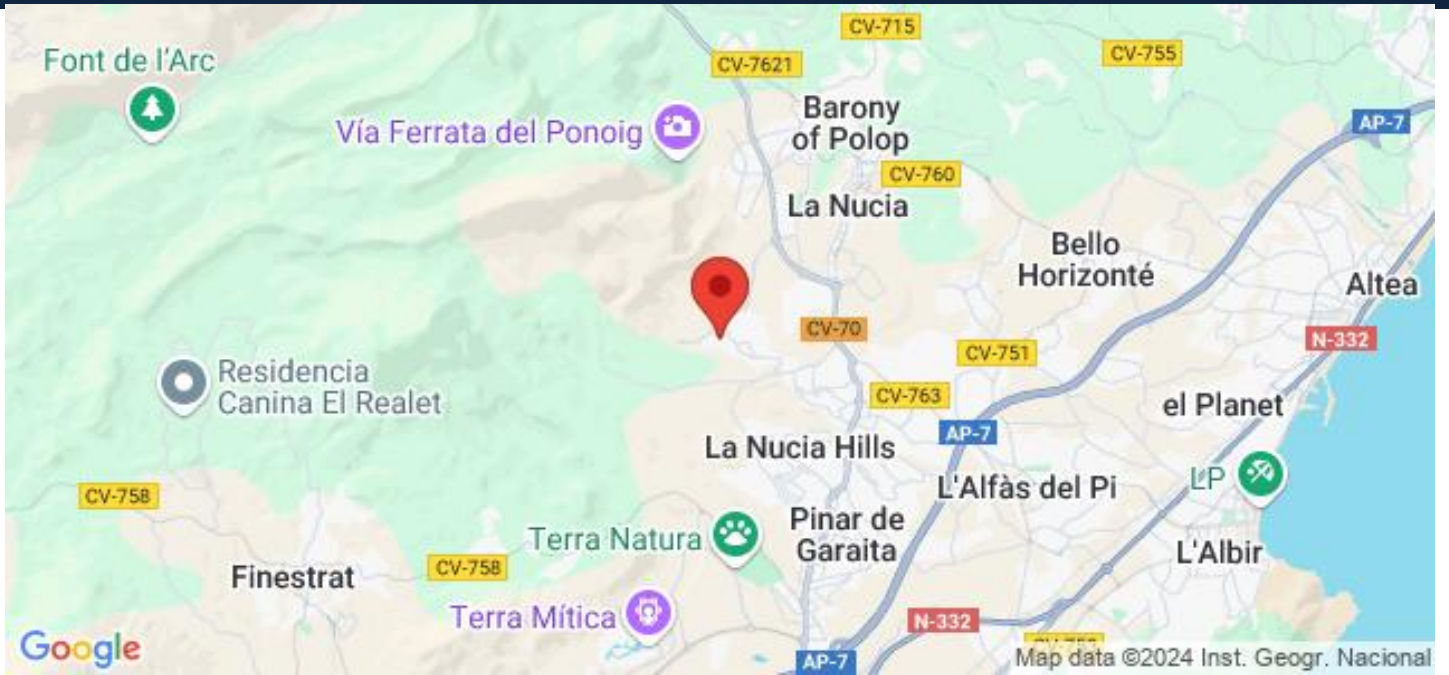 CV-715
CV-755
Font de l'Arc
CV-7621
Barony
of Polop
AP-7
Vía Ferrata del Ponoig
CV-760
La Nucia
Bello
Horizonté
Altea
CV-70
N-332
CV-751
Residencia
Canina El Realet
CV-763
el Planet
AP-7
La Nucia Hills
LP
L'Alfàs del Pi
CV-758
Pinar de
Garaita
Terra Natura
L'Albir
CV-758
Finestrat
Terra Mítica
N-332
Google
AP-7
Map data ©2024 Inst. Geogr. Nacional